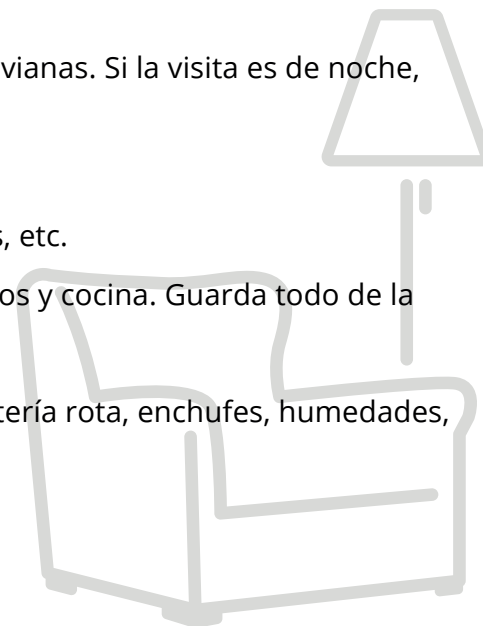 vianas. Si la visita es de noche,
s, etc.
os y cocina. Guarda todo de la
tería rota, enchufes, humedades,